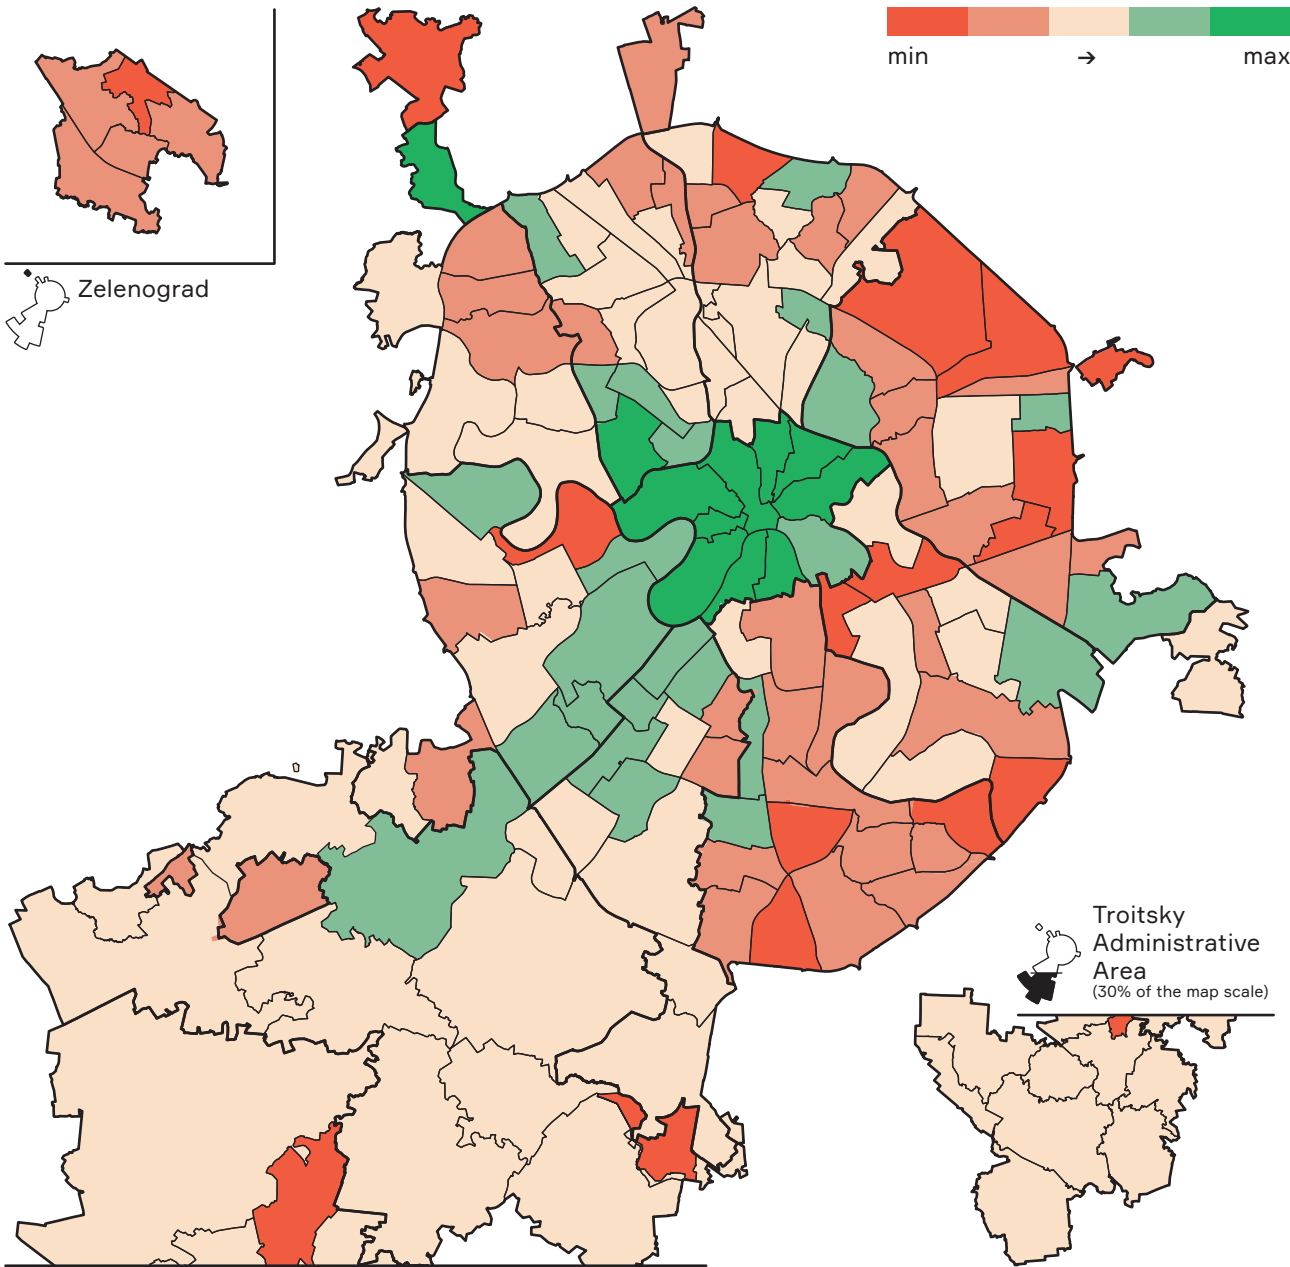 min
→
max
Zelenograd
Troitsky
Administrative
Area
(30% of the map scale)